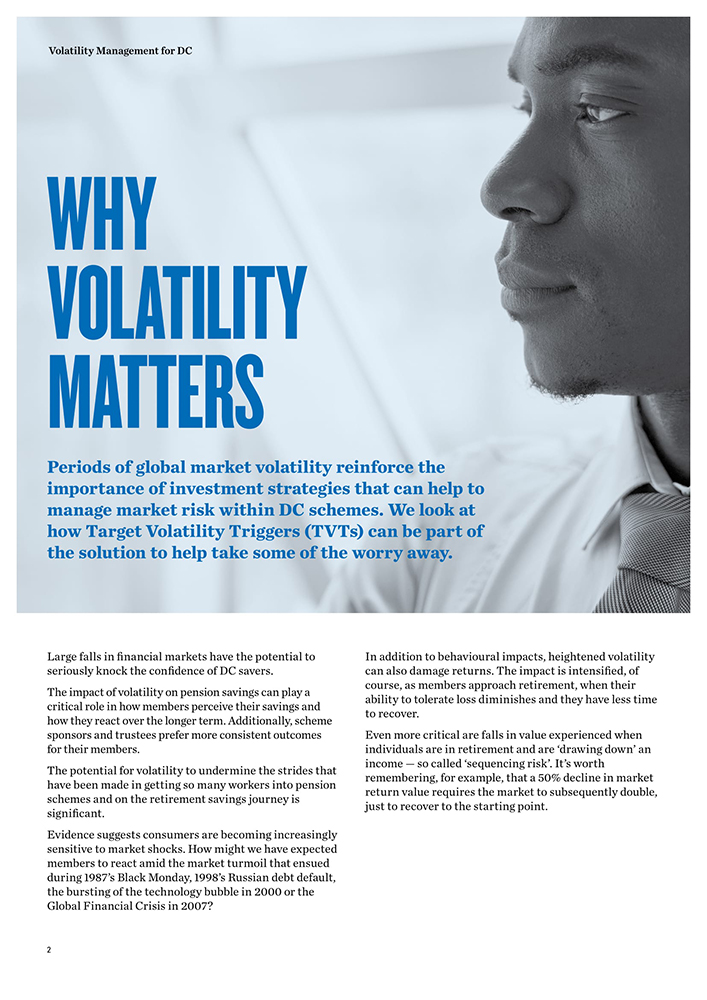 Volatility Management for DC
WHY
VOLATILITY
MATTERS
Periods of global market volatility reinforce the
importance of investment strategies that can help to
manage market risk within DC schemes. We look at
how Target Volatility Triggers (TVTs) can be part of
the solution to help take some of the worry away.
Large falls in financial markets have the potential to
seriously knock the confidence of DC savers.
The impact of volatility on pension savings can play a
critical role in how members perceive their savings and
how they react over the longer term. Additionally, scheme
sponsors and trustees prefer more consistent outcomes
for their members.
The potential for volatility to undermine the strides that
have been made in getting so many workers into pension
schemes and on the retirement savings journey is
significant.
Evidence suggests consumers are becoming increasingly
sensitive to market shocks. How might we have expected
members to react amid the market turmoil that ensued
during 1987’s Black Monday, 1998’s Russian debt default,
the bursting of the technology bubble in 2000 or the
Global Financial Crisis in 2007?
In addition to behavioural impacts, heightened volatility
can also damage returns. The impact is intensified, of
course, as members approach retirement, when their
ability to tolerate loss diminishes and they have less time
to recover.
Even more critical are falls in value experienced when
individuals are in retirement and are ‘drawing down’ an
income — so called ‘sequencing risk’. It’s worth
remembering, for example, that a 50% decline in market
return value requires the market to subsequently double,
just to recover to the starting point.
2